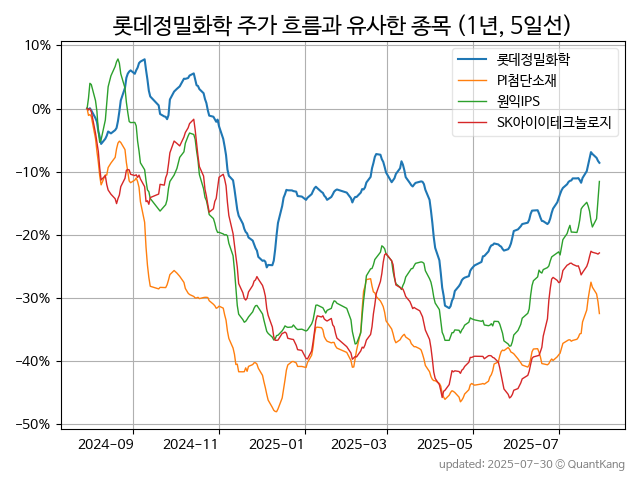 롯데정밀화학 주가 흐름과 유사한 종목 (1년, 5일선)
10%
0%
−10%
−20%
−30%
−40%
−50%
롯데정밀화학
PI첨단소재
원익IPS
SK아이이테크놀로지
2024−09
2024−11
2025−01
2025−03
2025−05
2025−07
updated: 2025-07-30 © QuantKang